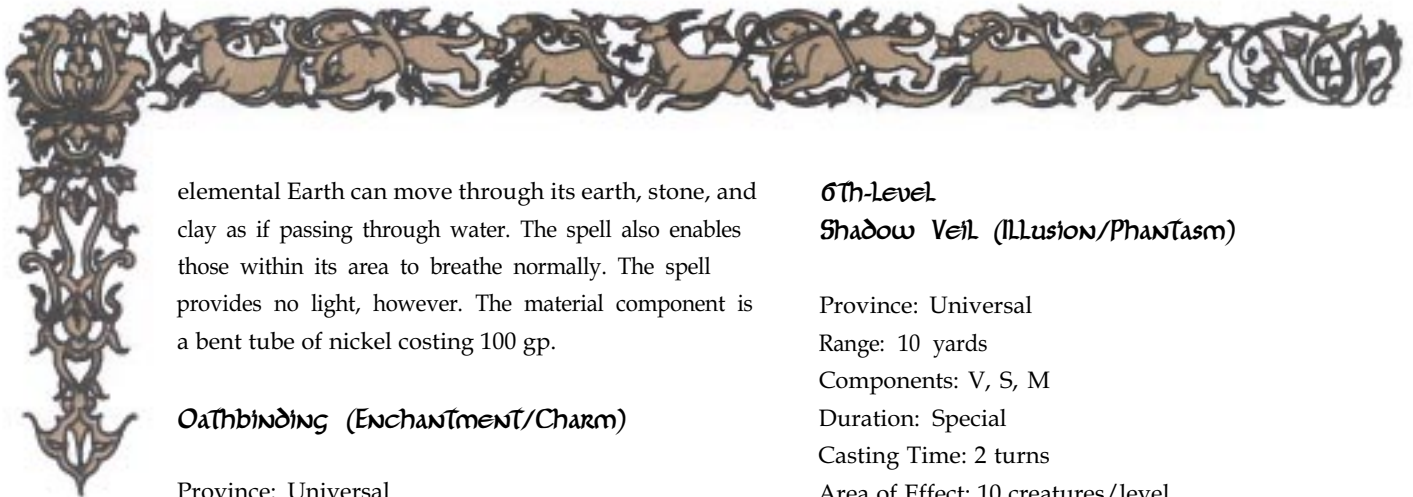 elemental Earth can move through its earth, stone, and
clay as if passing through water. The spell also enables
those within its area to breathe normally. The spell
provides no light, however. The material component is
a bent tube of nickel costing 100 gp.
Oathbinding (Enchantment/Charm)
Province: Universal
6th-Level
Shadow Veil (Illusion/Phantasm)
Province: Universal
Range: 10 yards
Components: V, S, M
Duration: Special
Casting Time: 2 turns
Area of Effect: 10 creatures/level